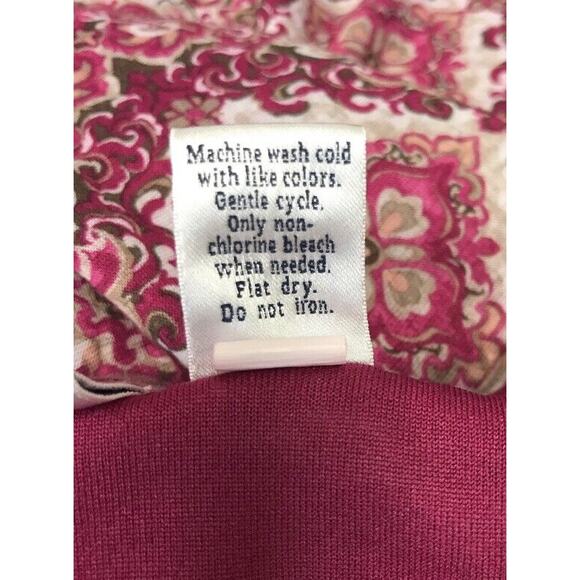 Machine wash cold
with like colors.
Gentle cycle.
Only non-
chlorine bleach
when needed.
Flat dry.
Do not iron.